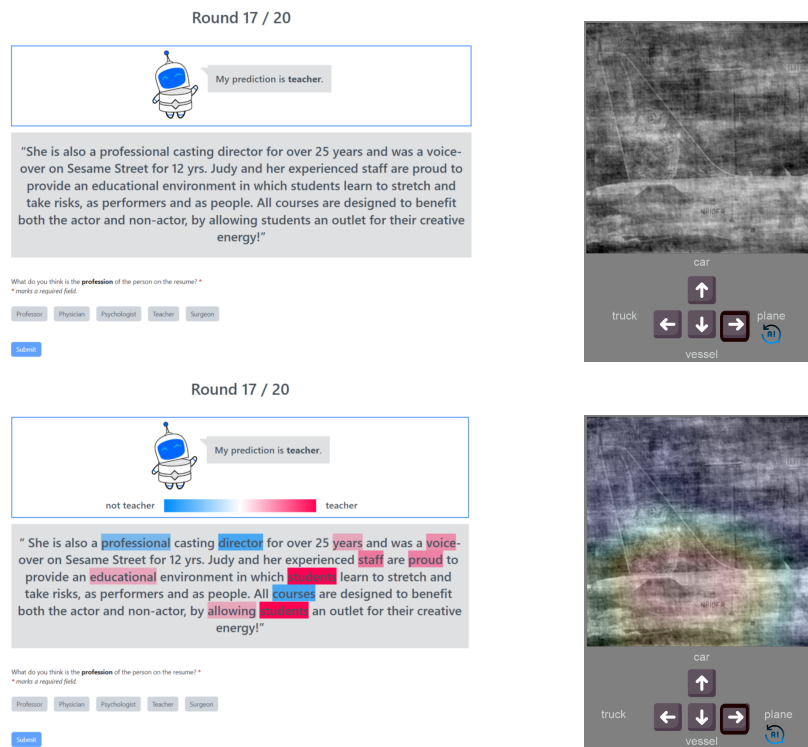 Round 17 / 20
My prediction is teacher.
“She is also a professional casting director for over 25 years and was a voice-
over on Sesame Street for 12 yrs. Judy and her experienced staff are proud to
provide an educational environment in which students learn to stretch and
take risks, as performers and as people. All courses are designed to benefit
both the actor and non-actor, by allowing students an outlet for their creative
energy!”
What do you think is the profession of the person on the resume? *
* marks a required field.
Professor Physician Psychologist Teacher Surgeon
Submit
car
truck
plane
AI
vessel
Round 17 / 20
My prediction is teacher.
not teacher
teacher
“ She is also a professional casting director for over 25 years and was a voice-
over on Sesame Street for 12 yrs. Judy and her experienced staff are proud to
provide an educational environment in which students learn to stretch and
take risks, as performers and as people. All courses are designed to benefit
both the actor and non-actor, by allowing students an outlet for their creative
energy!”
What do you think is the profession of the person on the resume? *
* marks a required field.
Professor Physician Psychologist Teacher Surgeon
Submit
car
truck
plane
AI
vessel